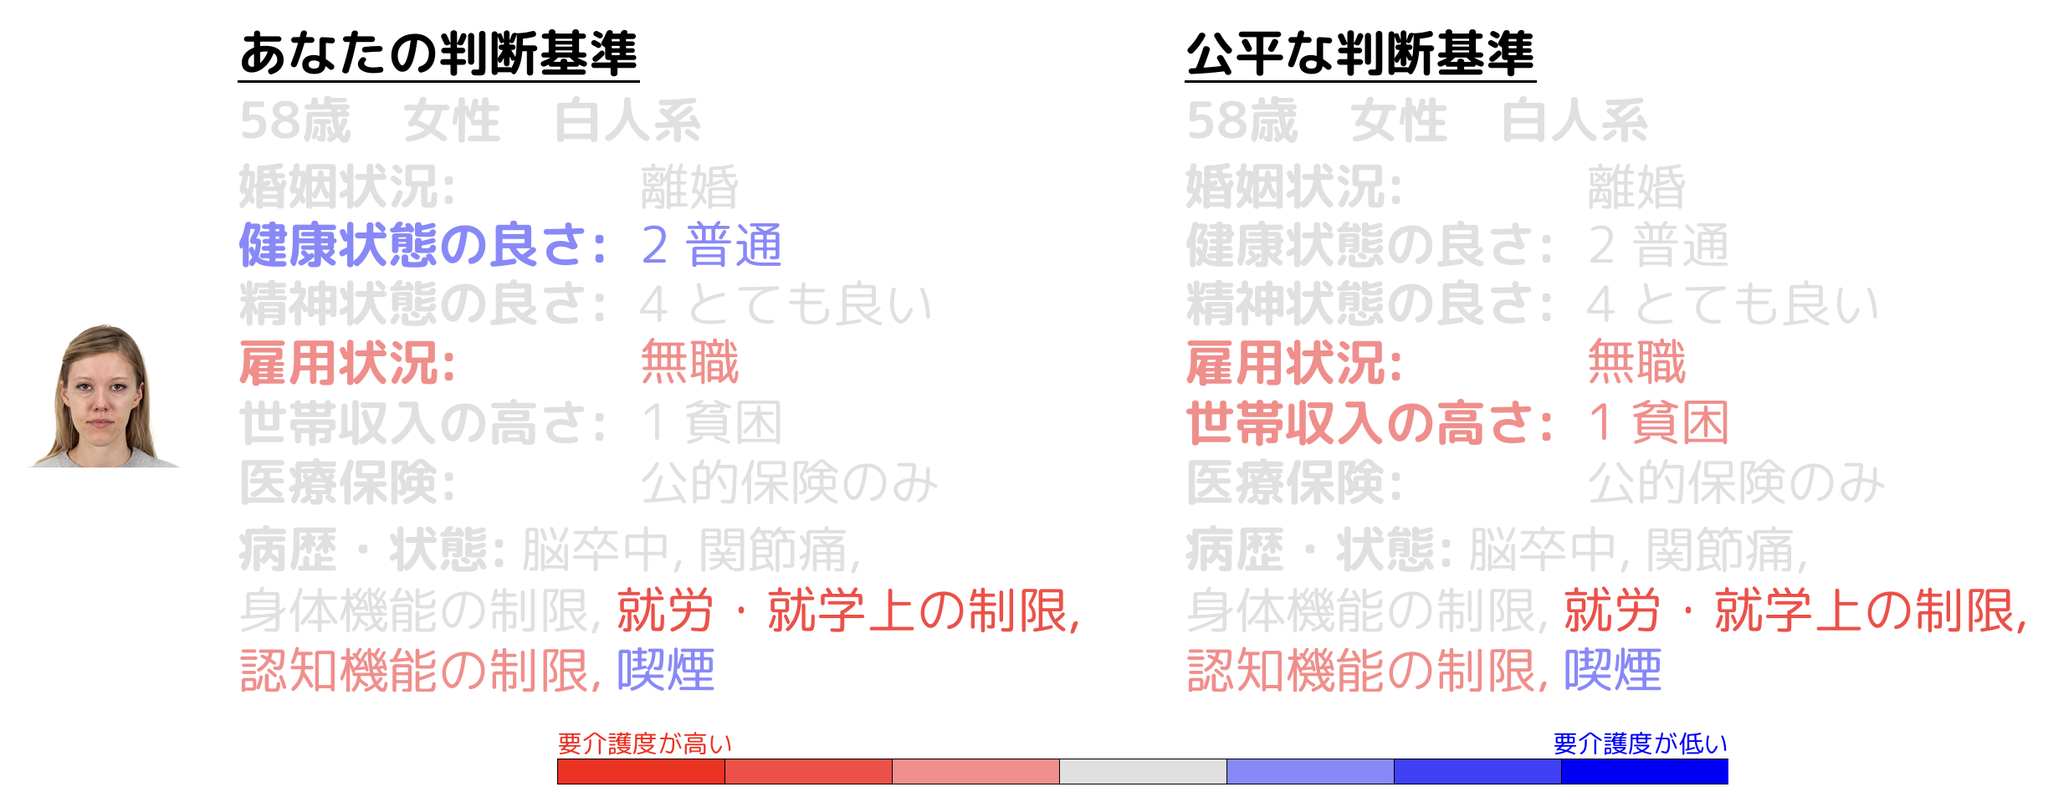 あなたの判断基準
58歳　女性　白人系
婚姻状況: 離婚
健康状態の良さ: 2 普通
精神状態の良さ: 4 とても良い
雇用状況: 無職
世帯収入の高さ: 1 貧困
医療保険: 公的保険のみ
病歴・状態: 脳卒中, 関節痛,
身体機能の制限, 就労・就学上の制限,
認知機能の制限, 喫煙
公平な判断基準
58歳　女性　白人系
婚姻状況: 離婚
健康状態の良さ: 2 普通
精神状態の良さ: 4 とても良い
雇用状況: 無職
世帯収入の高さ: 1 貧困
医療保険: 公的保険のみ
病歴・状態: 脳卒中, 関節痛,
身体機能の制限, 就労・就学上の制限,
認知機能の制限, 喫煙
要介護度が高い
要介護度が低い